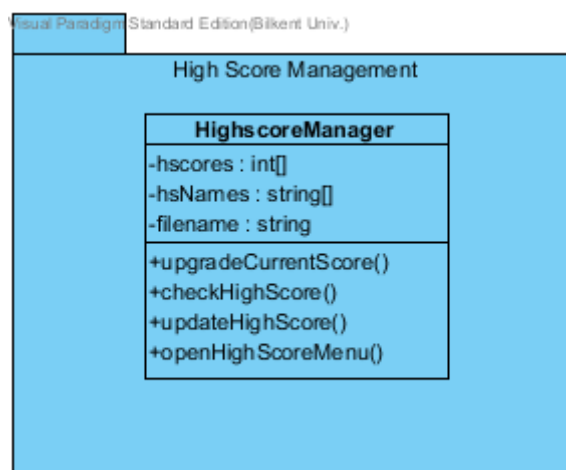 Visual Paradigm Standard Edition(Bilkent Univ.)
High Score Management
HighscoreManager
-hscores : int[]
-hsNames : string[]
-filename : string
+upgradeCurrentScore()
+checkHighScore()
+updateHighScore()
+openHighScoreMenu()